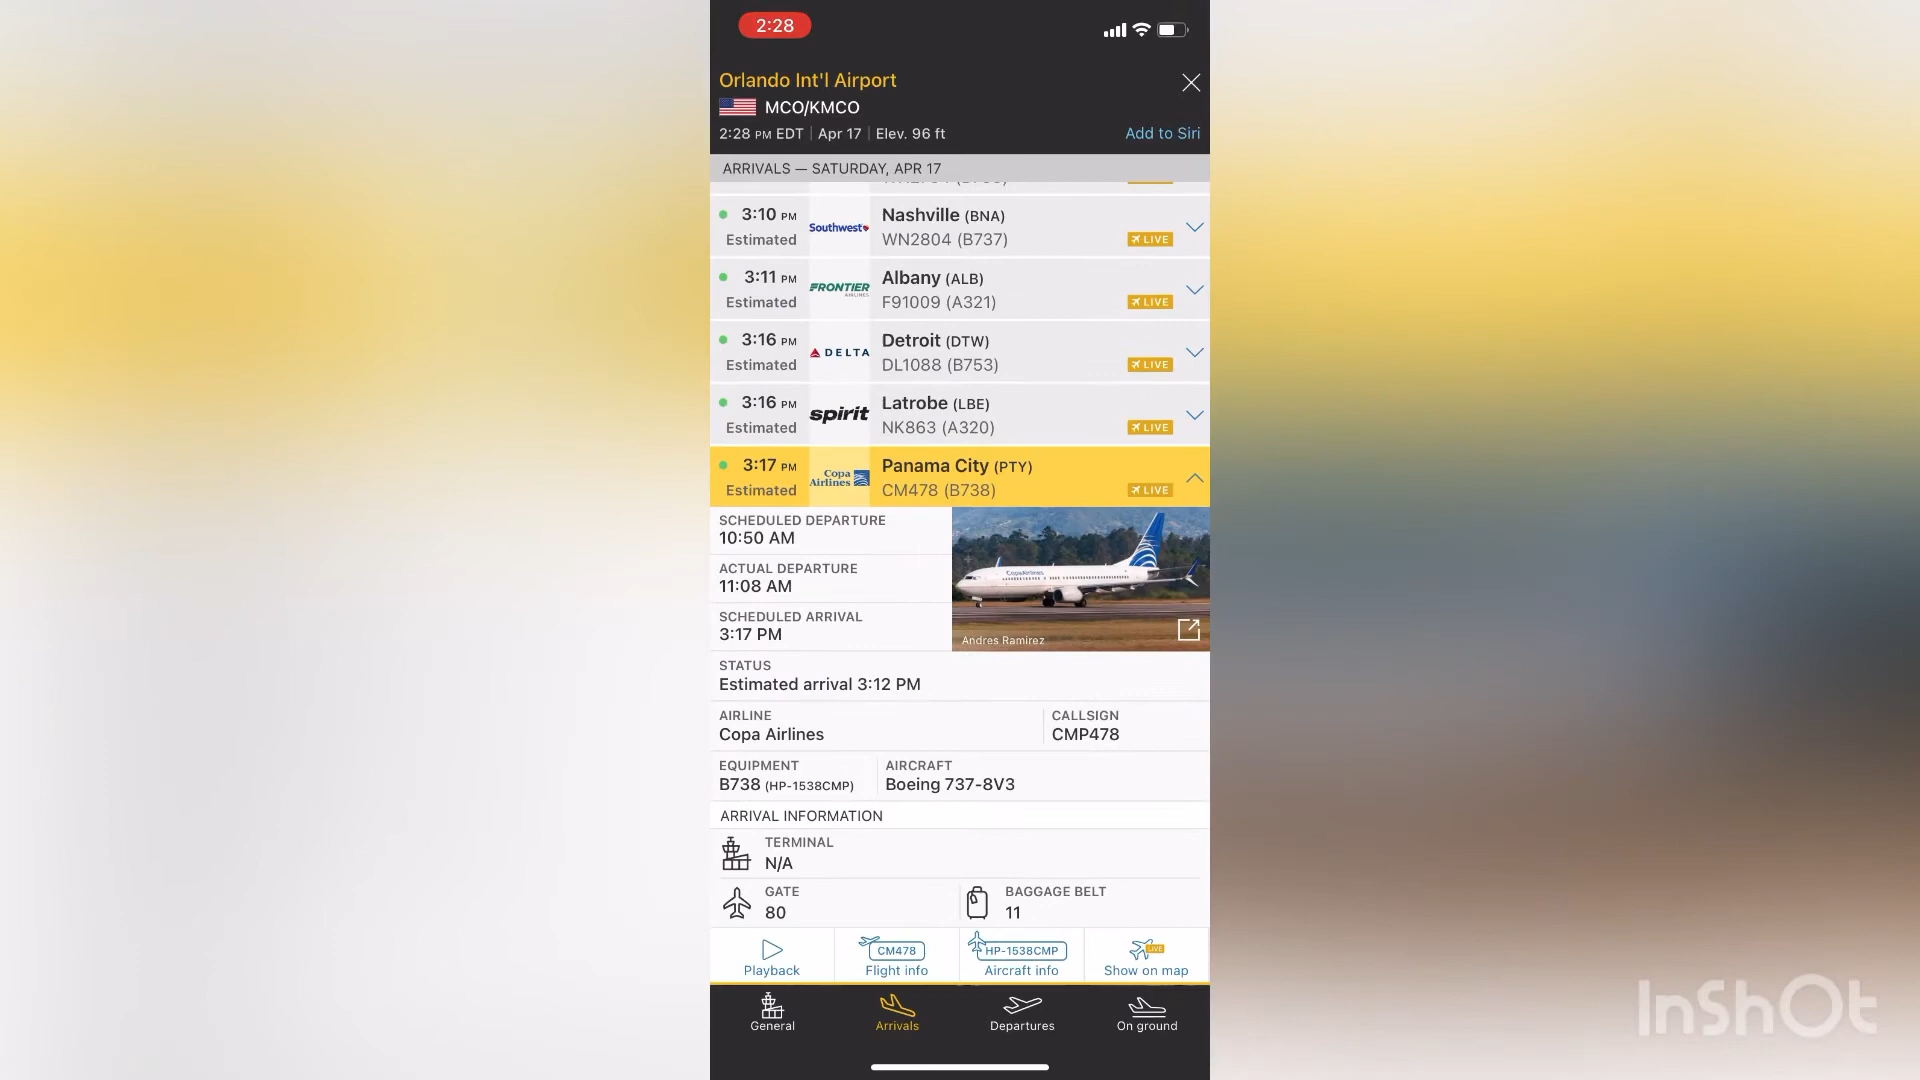 2:28
Orlando Int'l Airport
MCO/KMCO
2:28 PM EDT | Apr 17 | Elev. 96 ft
Add to Siri
ARRIVALS — SATURDAY, APR 17
3:10 PM
Estimated
Southwest
Nashville (BNA)
WN2804 (B737)
LIVE
3:11 PM
Estimated
FRONTIER
AIRLINES
Albany (ALB)
F91009 (A321)
LIVE
3:16 PM
Estimated
DELTA
Detroit (DTW)
DL1088 (B753)
LIVE
3:16 PM
Estimated
spirit
Latrobe (LBE)
NK863 (A320)
LIVE
3:17 PM
Estimated
Copa
Airlines
Panama City (PTY)
CM478 (B738)
LIVE
SCHEDULED DEPARTURE
10:50 AM
ACTUAL DEPARTURE
11:08 AM
SCHEDULED ARRIVAL
3:17 PM
CopaAirlines
Andres Ramirez
STATUS
Estimated arrival 3:12 PM
AIRLINE
Copa Airlines
CALLSIGN
CMP478
EQUIPMENT
B738 (HP-1538CMP)
AIRCRAFT
Boeing 737-8V3
ARRIVAL INFORMATION
TERMINAL
N/A
GATE
80
BAGGAGE BELT
11
Playback
CM478
Flight info
HP-1538CMP
Aircraft info
LIVE
Show on map
General
Arrivals
Departures
On ground
InShOt